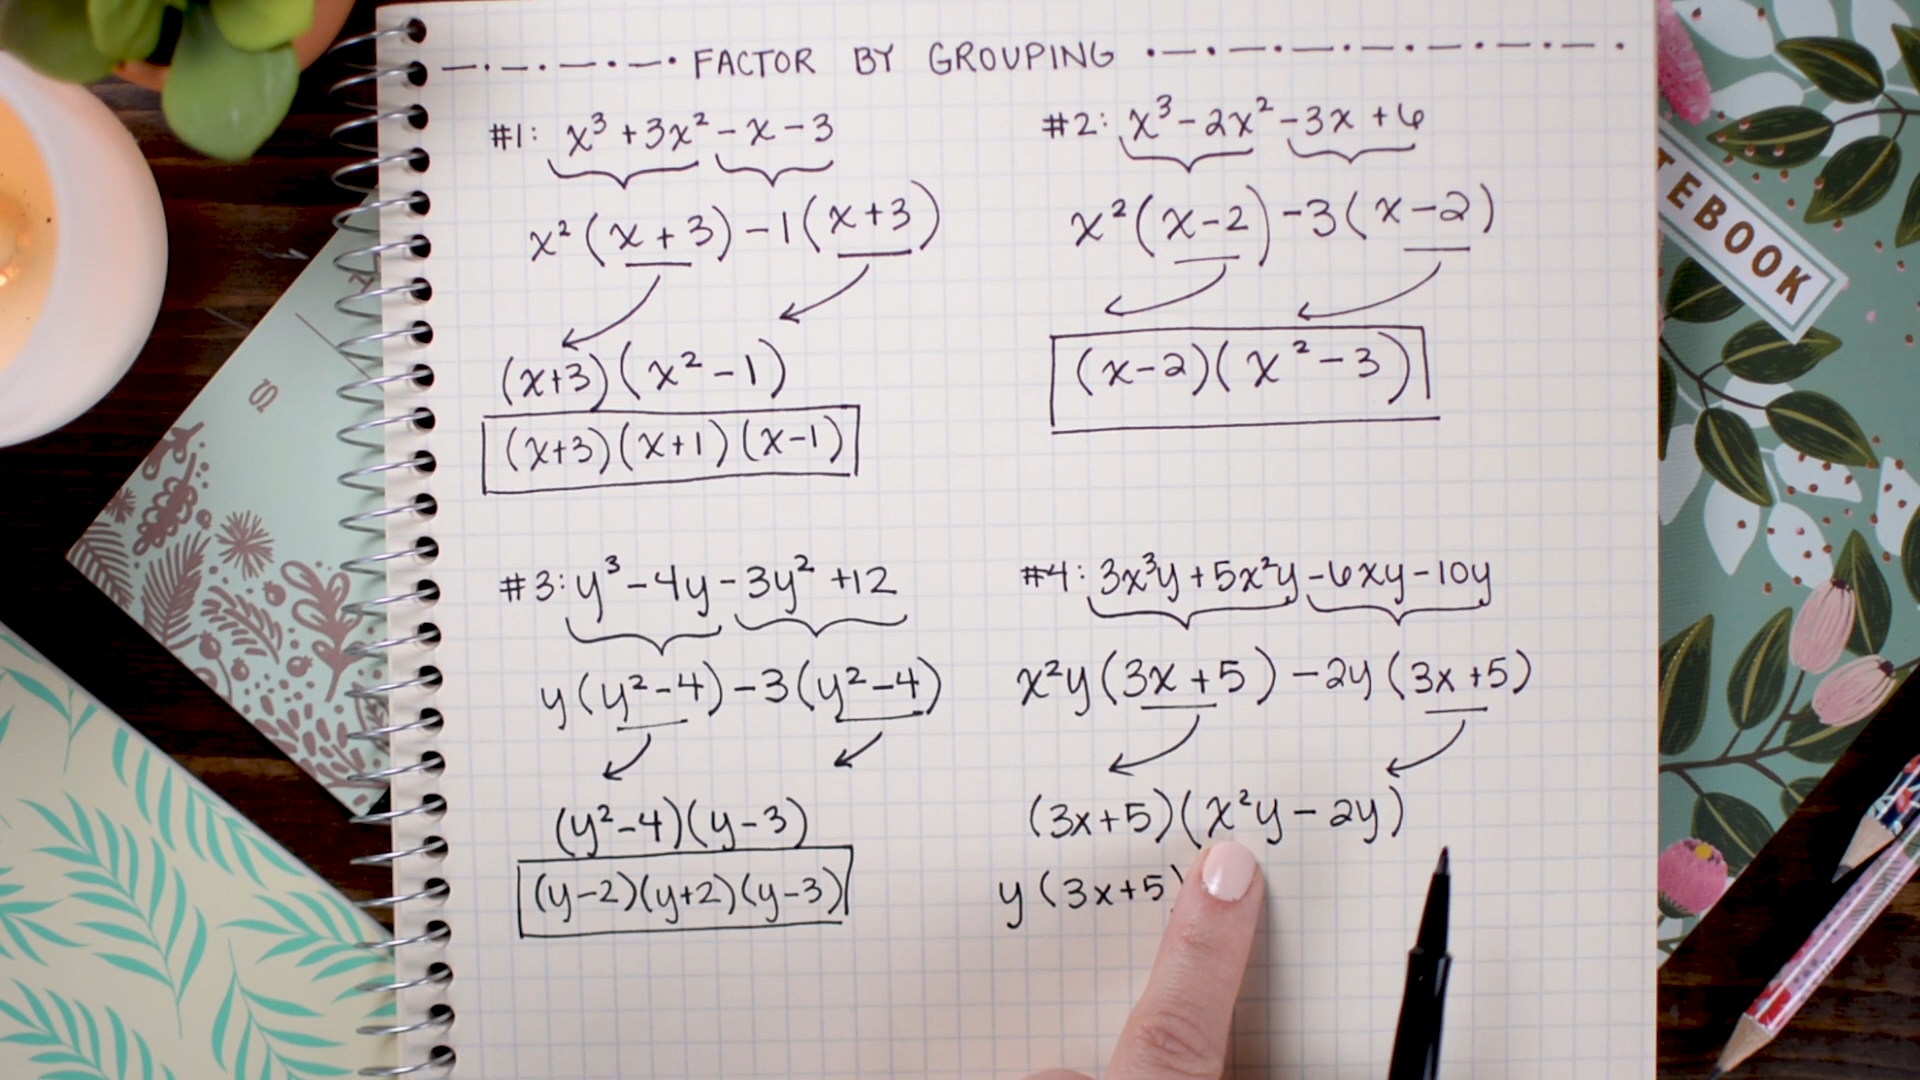 FACTOR BY GROUPING
#1: x³ + 3x² - x - 3
x² (x + 3) - 1 (x + 3)
(x+3) (x² - 1)
(x+3) (x+1) (x-1)
#2: x³ - 2x² - 3x + 6
x² (x - 2) - 3 (x - 2)
(x-2) (x² - 3)
#3: y³ - 4y - 3y² + 12
y (y² - 4) - 3 (y² - 4)
(y² - 4) (y - 3)
(y-2) (y+2) (y-3)
#4: 3x³y + 5x²y - 6xy - 10y
x²y (3x + 5) - 2y (3x + 5)
(3x+5) (x²y - 2y)
y (3x+5)
TEBOOK